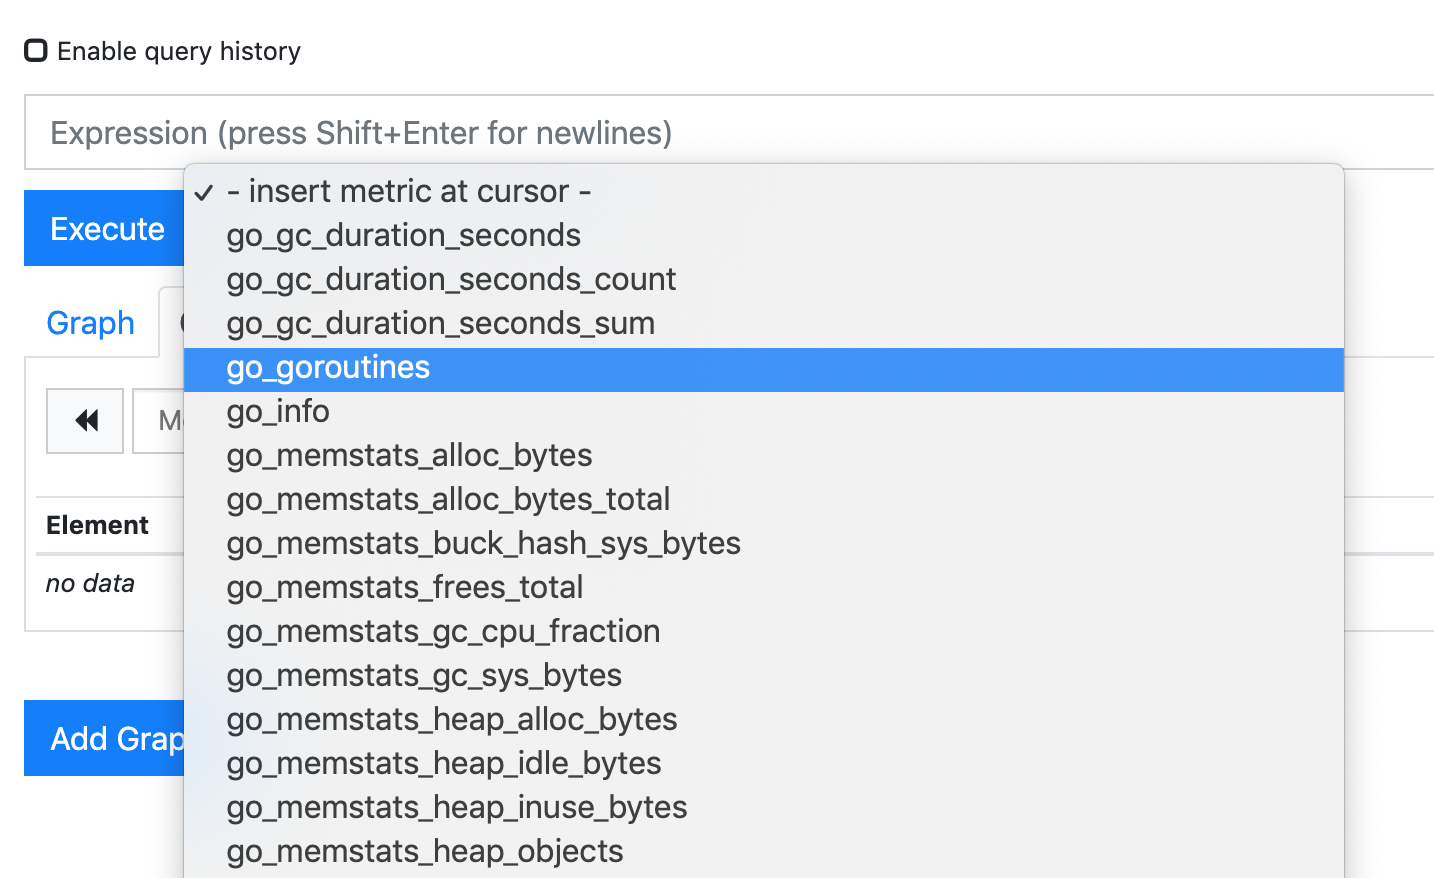 Enable query history
Expression (press Shift+Enter for newlines)
✓ - insert metric at cursor -
go_gc_duration_seconds
Execute
go_gc_duration_seconds_count
Graph
go_gc_duration_seconds_sum
go_goroutines
go_info
go_memstats_alloc_bytes
go_memstats_alloc_bytes_total
Element
go_memstats_buck_hash_sys_bytes
no data
go_memstats_frees_total
go_memstats_gc_cpu_fraction
go_memstats_gc_sys_bytes
go_memstats_heap_alloc_bytes
Add Grap
go_memstats_heap_idle_bytes
go_memstats_heap_inuse_bytes
go_memstats_heap_objects